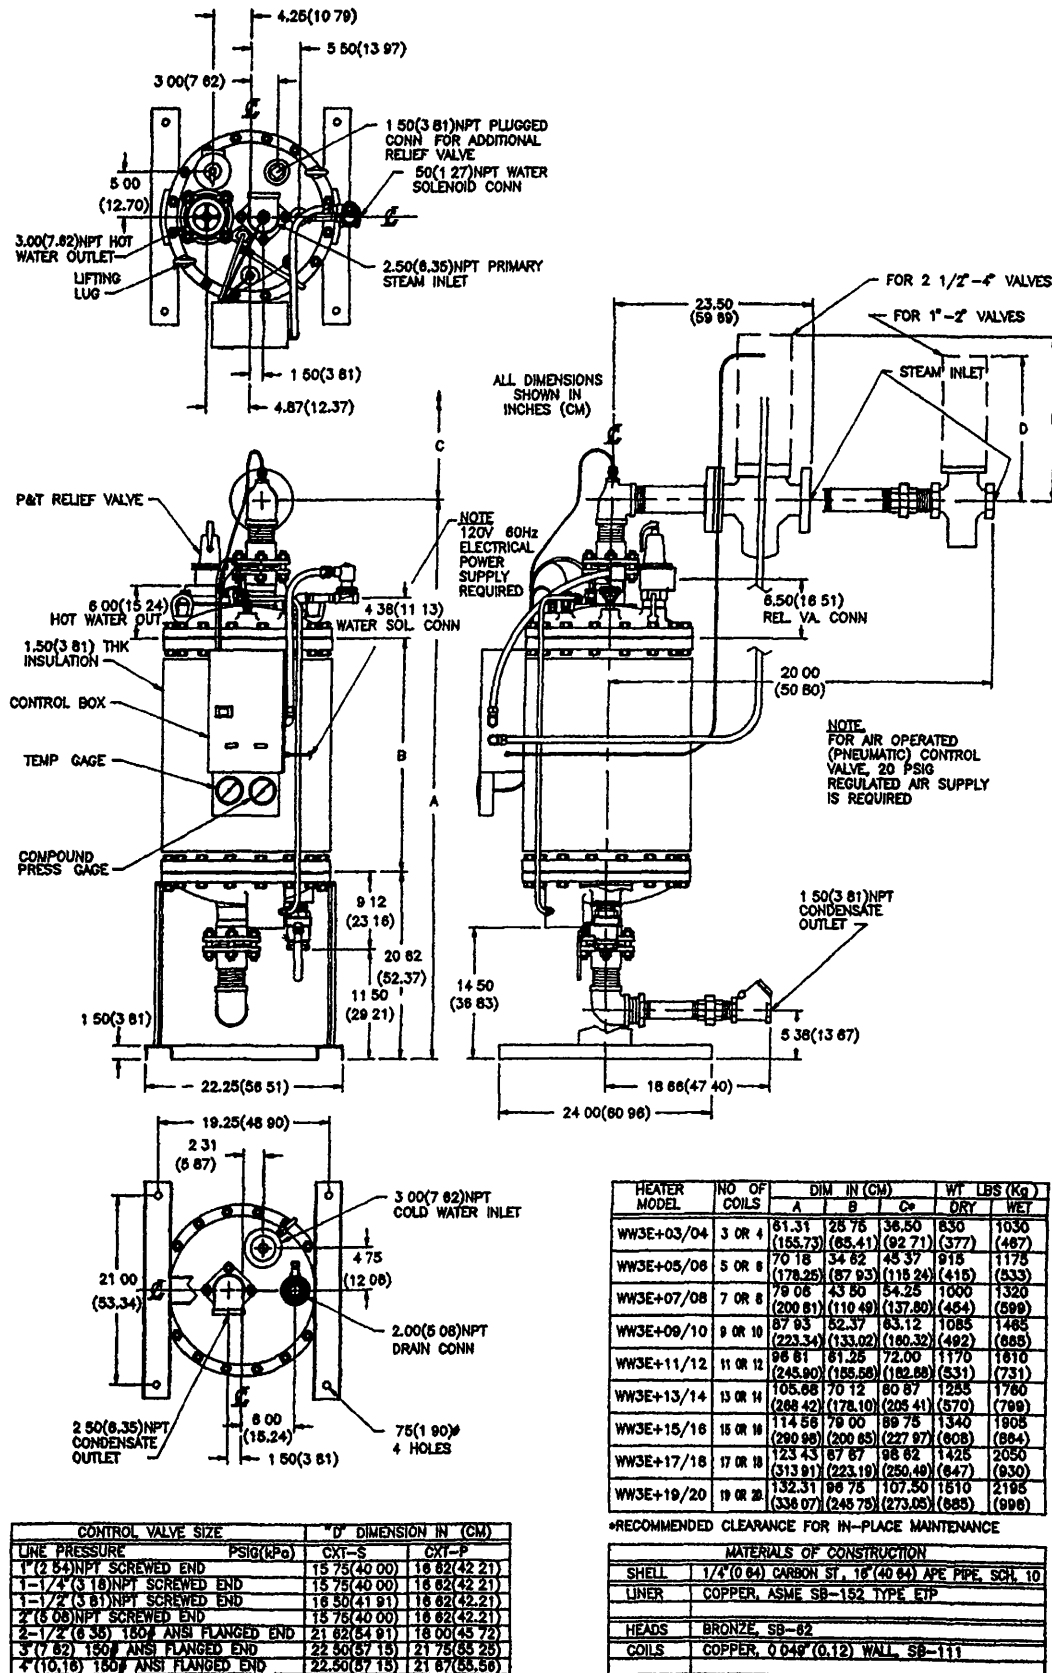 4.25(10 79)
5 50(13 97)
3 00(7 62)
1 50(3 81)NPT PLUGGED
CONN FOR ADDITIONAL
RELIEF VALVE
50(1 27)NPT WATER
SOLENOID CONN
5 00
(12.70)
3.00(7.62)NPT HOT
WATER OUTLET
LIFTING
LUG
2.50(6.35)NPT PRIMARY
STEAM INLET
1 50(3 81)
4.87(12.37)
ALL DIMENSIONS
SHOWN IN
INCHES (CM)
23.50
(59 69)
FOR 2 1/2"-4" VALVES
FOR 1"-2" VALVES
STEAM INLET
D
C
P&T RELIEF VALVE
NOTE
120V 60Hz
ELECTRICAL
POWER
SUPPLY
REQUIRED
6 00(15 24)
HOT WATER OUT
4 38(11 13)
WATER SOL. CONN
6.50(16 51)
REL. VA. CONN
1.50(3 81) THK
INSULATION
20 00
(50 80)
CONTROL BOX
NOTE
FOR AIR OPERATED
(PNEUMATIC) CONTROL
VALVE, 20 PSIG
REGULATED AIR SUPPLY
IS REQUIRED
TEMP GAGE
B
A
COMPOUND
PRESS GAGE
9 12
(23 16)
20 62
(52.37)
11 50
(29 21)
1 50(3 81)
22.25(56 51)
1 50(3 81)NPT
CONDENSATE
OUTLET
14 50
(36 83)
5 38(13 67)
18 66(47 40)
24 00(60 96)
19.25(48 90)
2 31
(5 87)
3 00(7 62)NPT
COLD WATER INLET
4 75
(12 06)
21 00
(53.34)
2.00(5 08)NPT
DRAIN CONN
2 50(6.35)NPT
CONDENSATE
OUTLET
6 00
(15.24)
1 50(3 81)
75(1 90)ø
4 HOLES
HEATER MODEL NO OF COILS DIM IN (CM) WT LBS (Kg)
A B C* DRY WET
WW3E+03/04 3 OR 4 61.31 25 75 36.50 830 1030
(155.73) (65.41) (92 71) (377) (467)
WW3E+05/06 5 OR 6 70 18 34 62 45 37 915 1175
(178.25) (87 93) (115 24) (415) (533)
WW3E+07/08 7 OR 8 79 06 43 50 54.25 1000 1320
(200 81) (110 49) (137.80) (454) (599)
WW3E+09/10 9 OR 10 87 93 52.37 63.12 1085 1465
(223.34) (133.02) (160.32) (492) (665)
WW3E+11/12 11 OR 12 96 81 61.25 72.00 1170 1610
(245.90) (155.58) (182.88) (531) (731)
WW3E+13/14 13 OR 14 105.68 70 12 80 87 1255 1760
(268 42) (178.10) (205 41) (570) (799)
WW3E+15/16 15 OR 16 114 56 79 00 89 75 1340 1905
(290 98) (200 65) (227 97) (608) (864)
WW3E+17/18 17 OR 18 123 43 87 87 98 62 1425 2050
(313 91) (223.19) (250.49) (647) (930)
WW3E+19/20 19 OR 20 132.31 96 75 107.50 1510 2195
(336 07) (245 75) (273.05) (685) (996)
*RECOMMENDED CLEARANCE FOR IN-PLACE MAINTENANCE
CONTROL VALVE SIZE "D" DIMENSION IN (CM)
LINE PRESSURE PSIG(kPa) CXT-S CXT-P
1"(2 54)NPT SCREWED END 15 75(40 00) 16 62(42 21)
1-1/4"(3 18)NPT SCREWED END 15 75(40 00) 16 62(42 21)
1-1/2"(3 81)NPT SCREWED END 16 50(41 91) 16 62(42.21)
2"(5 08)NPT SCREWED END 15 75(40 00) 16 62(42.21)
2-1/2"(6 35) 150# ANSI FLANGED END 21 62(54 91) 18 00(45 72)
3"(7 62) 150# ANSI FLANGED END 22 50(57 15) 21 75(55 25)
4"(10,16) 150# ANSI FLANGED END 22.50(57 15) 21 87(55,56)
MATERIALS OF CONSTRUCTION
SHELL 1/4"(0 64) CARBON ST, 16"(40 64) APE PIPE, SCH, 10
LINER COPPER, ASME SB-152 TYPE ETP
HEADS BRONZE, SB-62
COILS COPPER, 0 049"(0.12) WALL, SB-111